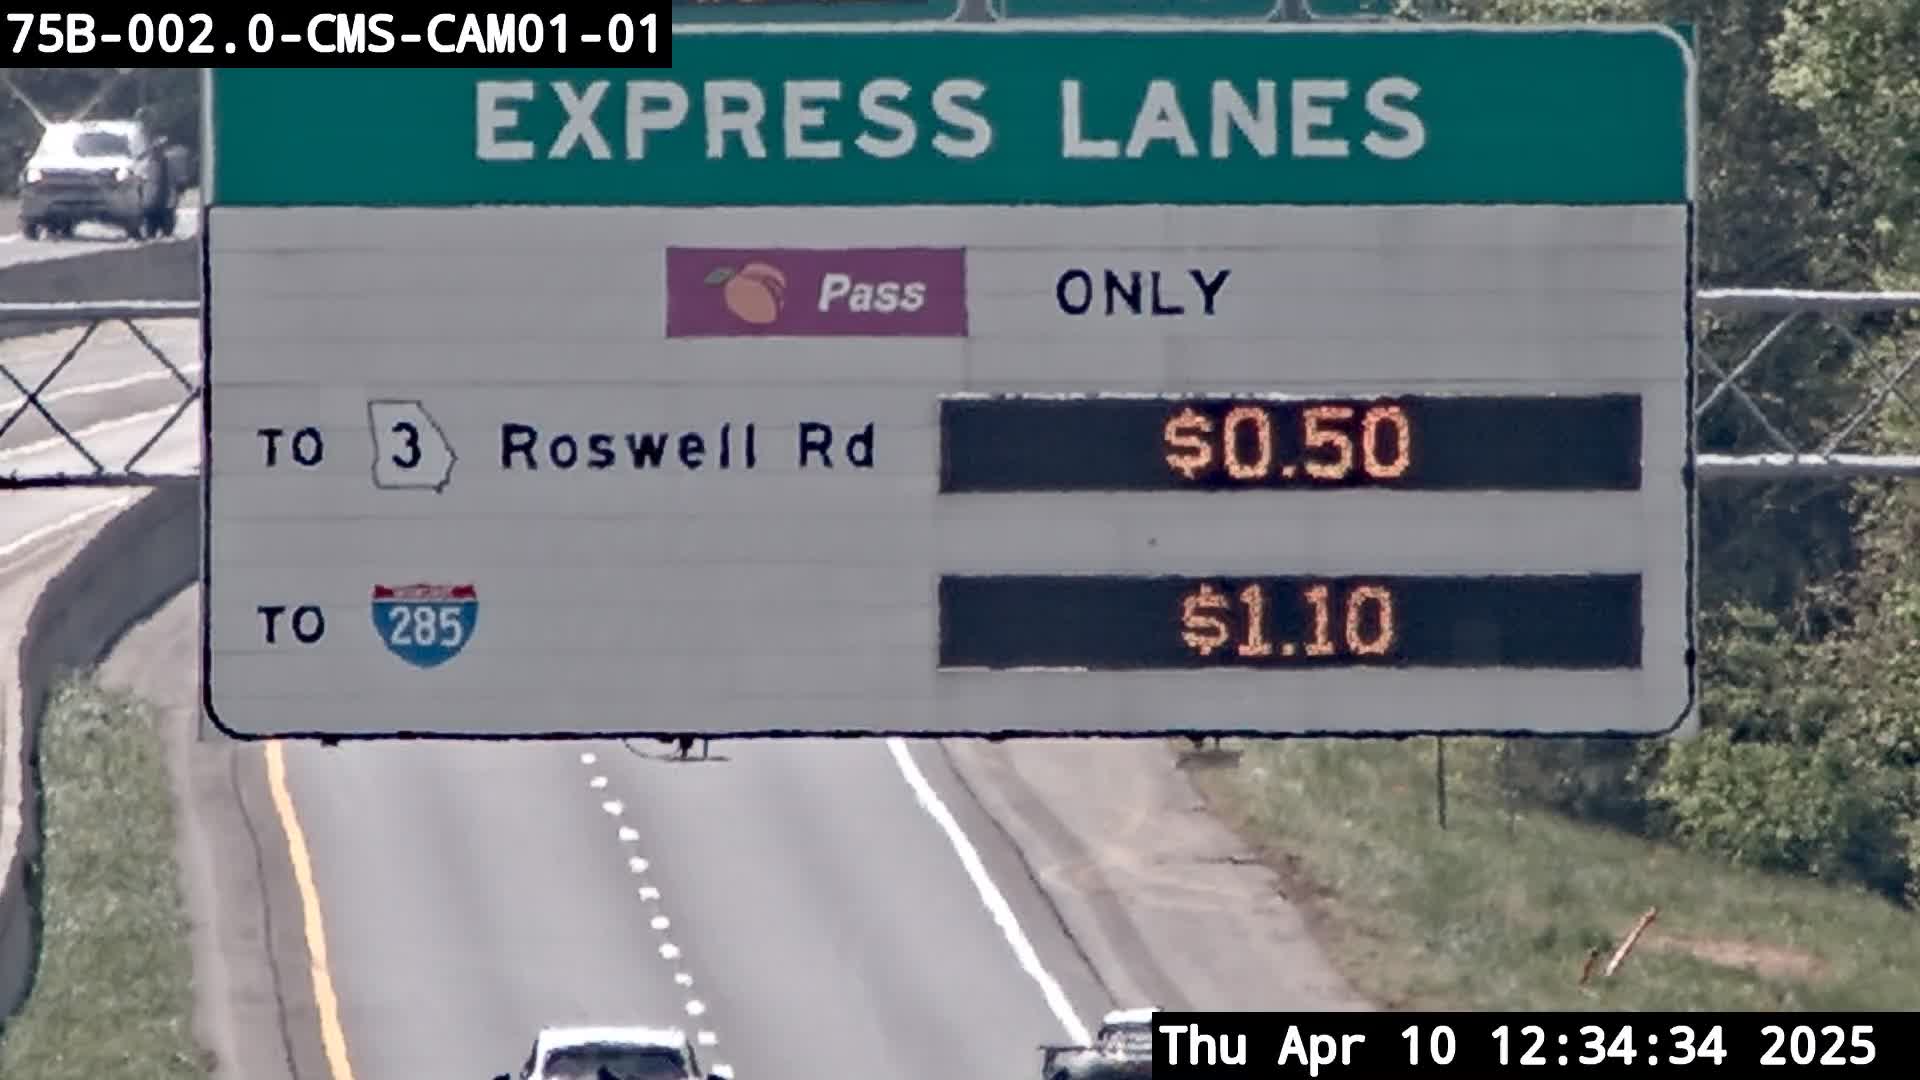 75B-002.0-CMS-CAM01-01
EXPRESS LANES
Pass ONLY
TO 3 Roswell Rd $0.50
TO 285 $1.10
Thu Apr 10 12:34:34 2025